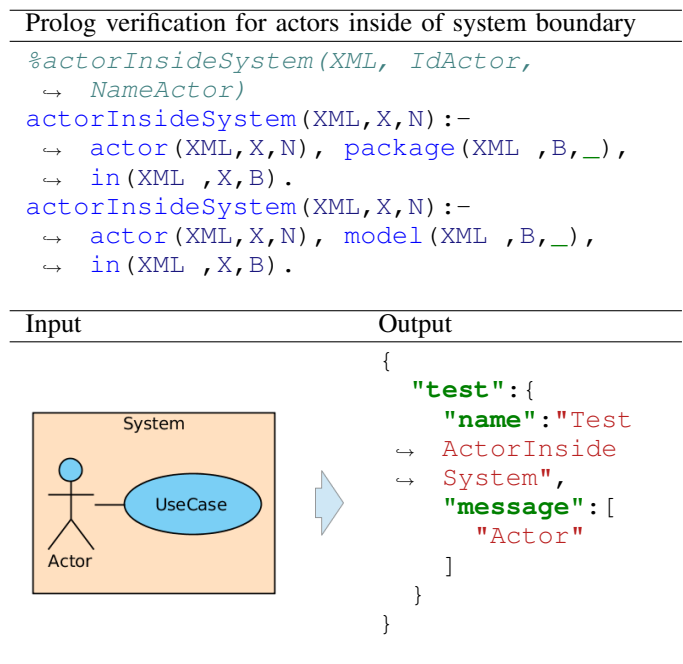 Prolog verification for actors inside of system boundary
%actorInsideSystem(XML, IdActor,
↪ NameActor)
actorInsideSystem(XML,X,N):-
↪ actor(XML,X,N), package(XML ,B,_),
↪ in(XML ,X,B).
actorInsideSystem(XML,X,N):-
↪ actor(XML,X,N), model(XML ,B,_),
↪ in(XML ,X,B).
Input
System
UseCase
Actor
Output
{
"test":{
"name":"Test
↪ ActorInside
↪ System",
"message":[
"Actor"
]
}
}